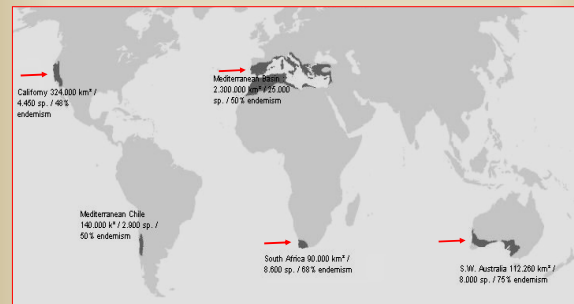 Californy 324.000 km² /
4.450 sp. / 48%
endemism
Mediterranean Basin
2.300.000 km² / 25.000
sp. / 50% endemism
Mediterranean Chile
140.000 k² / 2.900 sp. /
50% endemism
South Africa 90.000 km² /
8.600 sp. / 68% endemism
S.W. Australia 112.260 km² /
8.000 sp. / 75% endemism